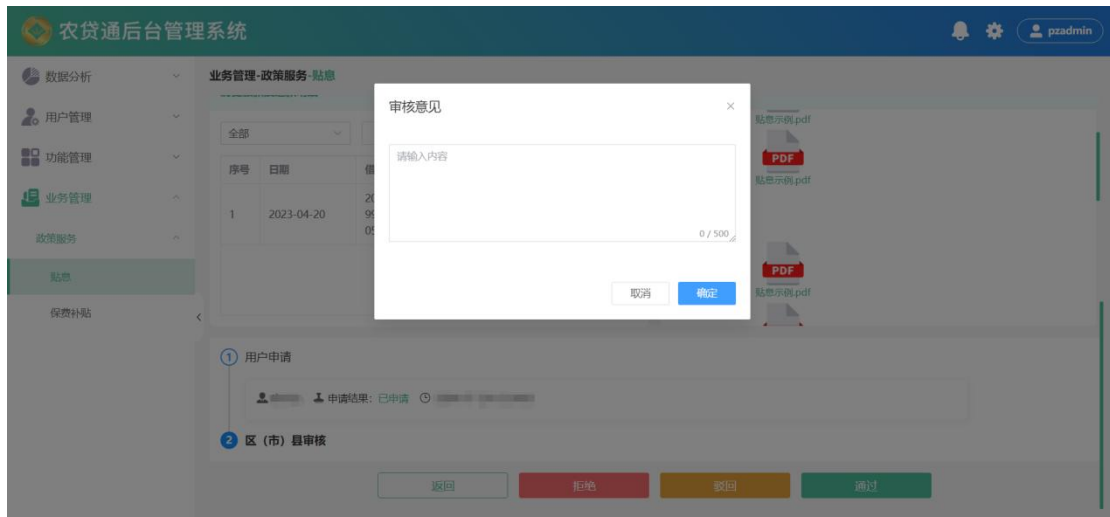 农贷通后台管理系统
pzadmin
数据分析
用户管理
功能管理
业务管理
政策服务
贴息
保费补贴
业务管理-政策服务-贴息
全部
序号 日期 借
1 2023-04-20 20
99
05
审核意见
请输入内容
0 / 500
取消 确定
贴息示例.pdf
PDF
贴息示例.pdf
PDF
贴息示例.pdf
1 用户申请
申请结果: 已申请
2 区（市）县审核
返回 拒绝 驳回 通过